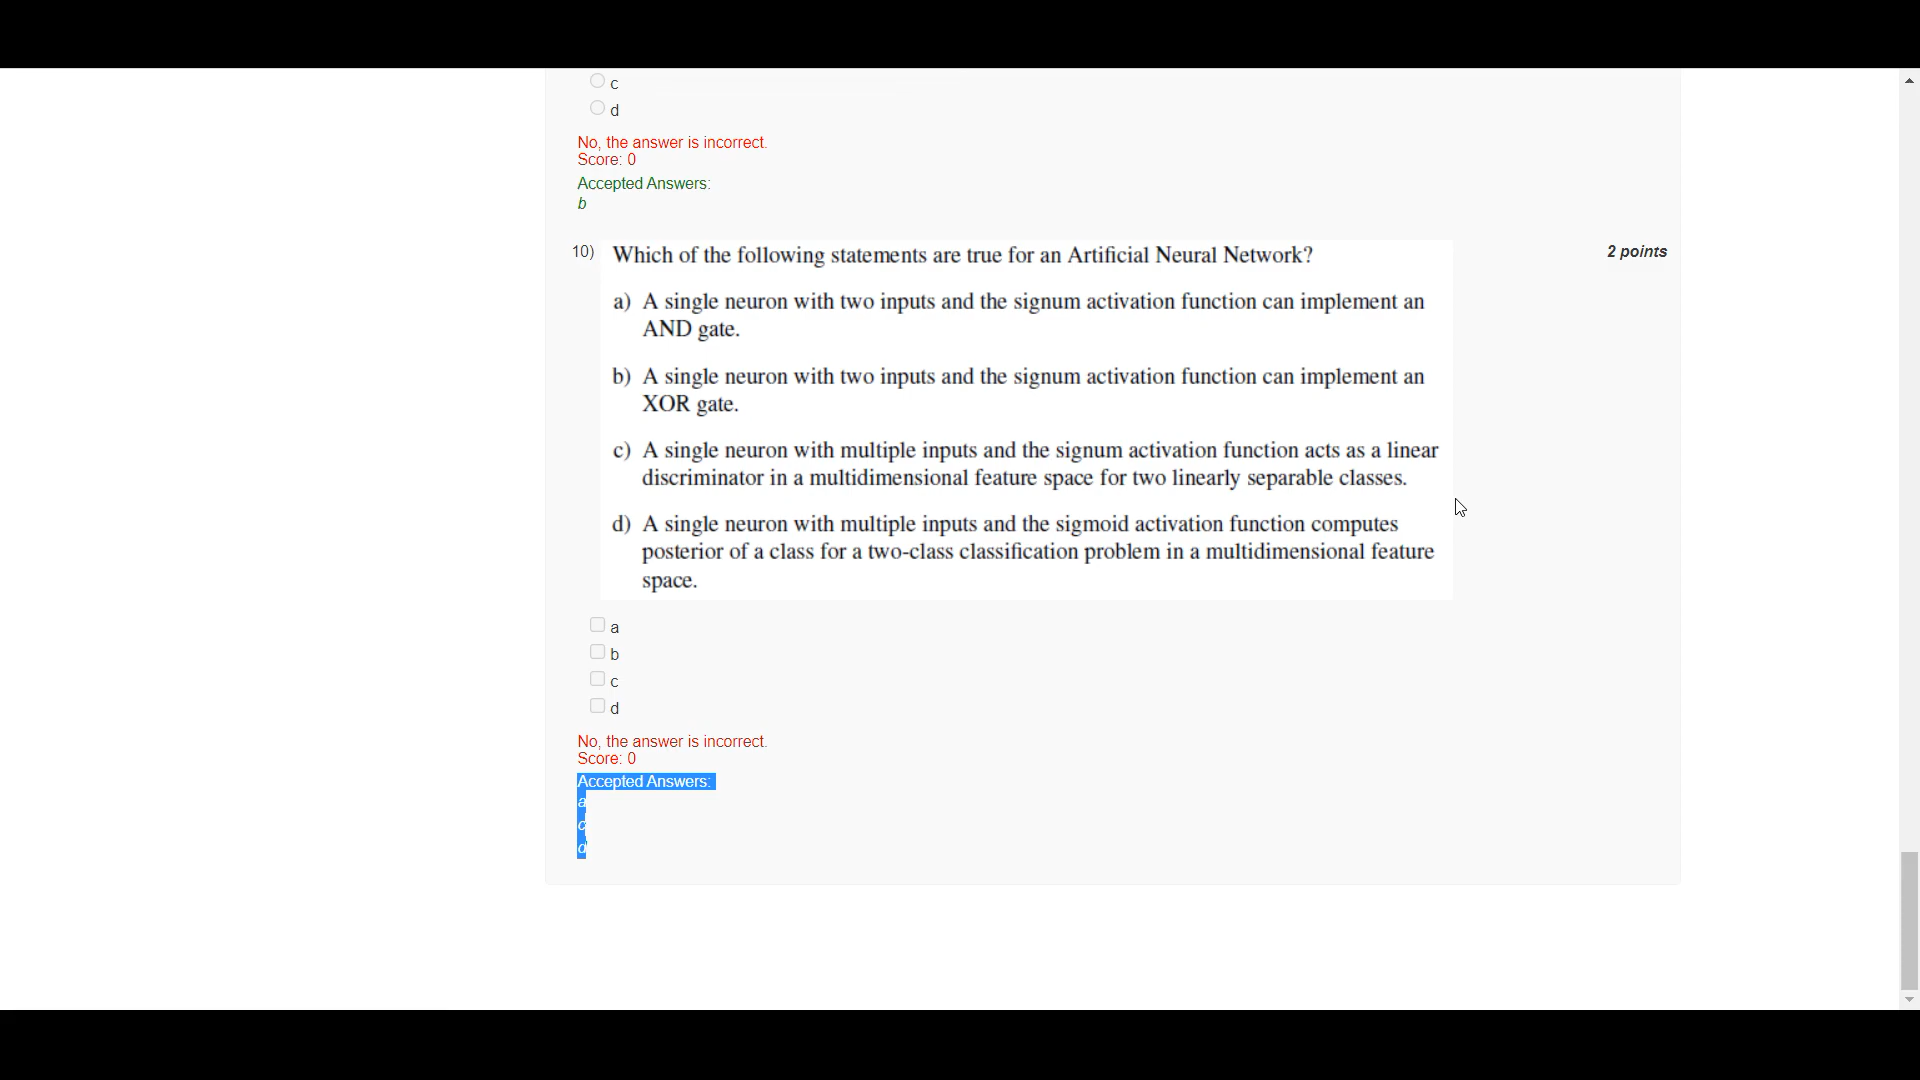 c
d
No, the answer is incorrect.
Score: 0
Accepted Answers:
b
10) Which of the following statements are true for an Artificial Neural Network? 2 points
a) A single neuron with two inputs and the signum activation function can implement an
AND gate.
b) A single neuron with two inputs and the signum activation function can implement an
XOR gate.
c) A single neuron with multiple inputs and the signum activation function acts as a linear
discriminator in a multidimensional feature space for two linearly separable classes.
d) A single neuron with multiple inputs and the sigmoid activation function computes
posterior of a class for a two-class classification problem in a multidimensional feature
space.
a
b
c
d
No, the answer is incorrect.
Score: 0
Accepted Answers:
a
c
d